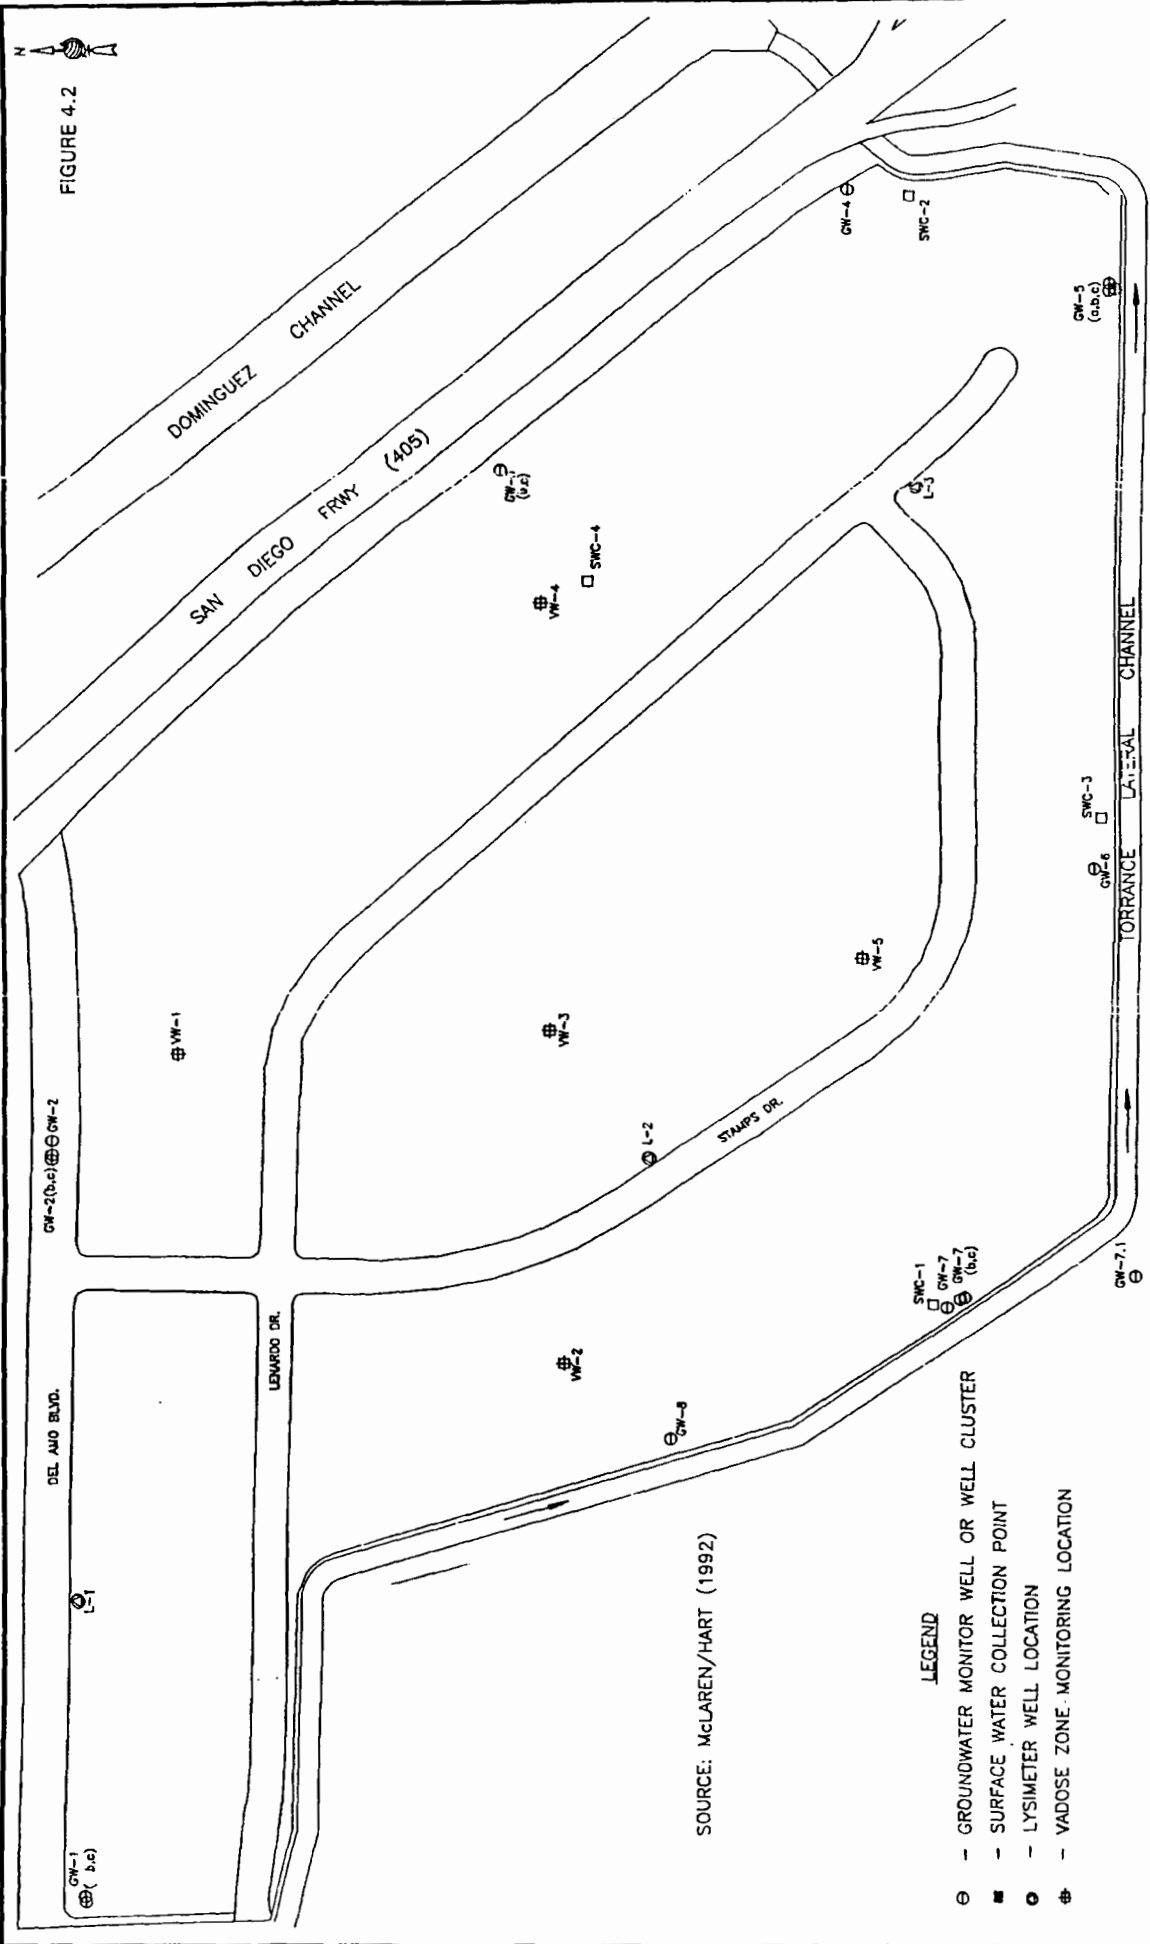 N
FIGURE 4.2
DOMINGUEZ CHANNEL
SAN DIEGO FRWY (405)
DEL AMO BLVD.
LENARDO DR.
STAMPS DR.
TORRANCE LATERAL CHANNEL
GW-1
( b,c)
L-1
GW-2(b,c)
GW-2
VW-1
VW-2
VW-3
VW-4
SWC-4
(b,c)
GW-4
SWC-2
GW-5
(a,b,c)
L-3
VW-5
L-2
SWC-3
GW-6
SWC-1
GW-7
GW-7
(b,c)
GW-7.1
GW-8
SOURCE: McLAREN/HART (1992)
LEGEND
– GROUNDWATER MONITOR WELL OR WELL CLUSTER
– SURFACE WATER COLLECTION POINT
– LYSIMETER WELL LOCATION
– VADOSE ZONE MONITORING LOCATION